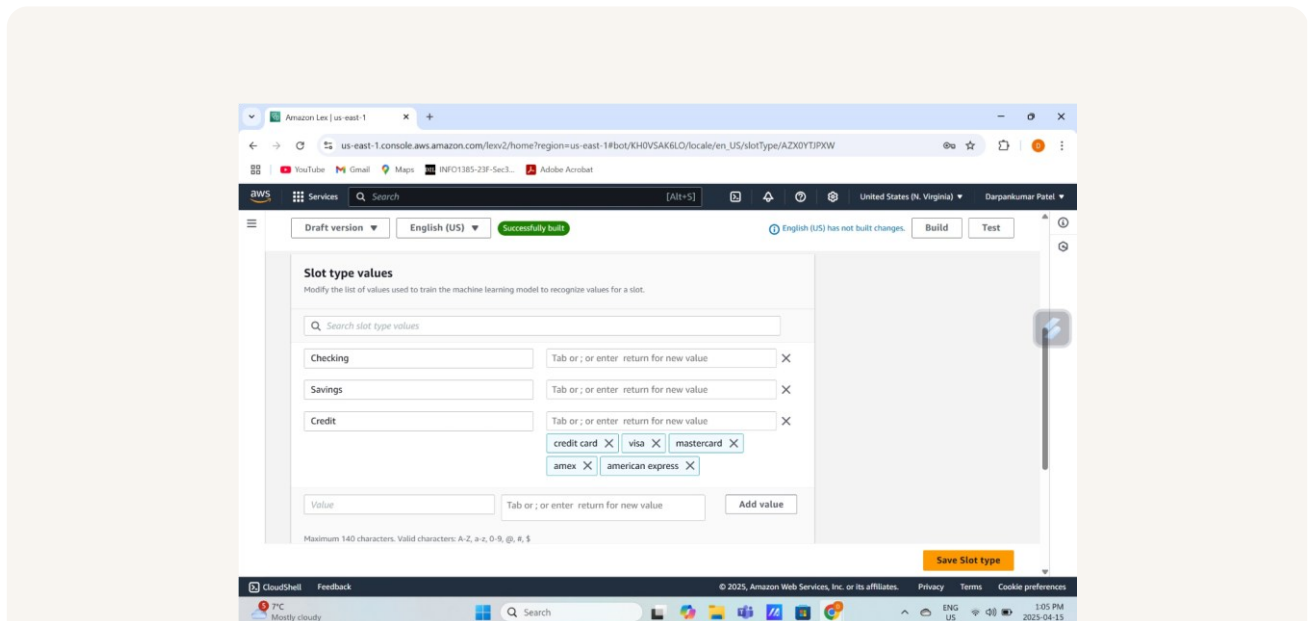 Amazon Lex | us-east-1
us-east-1.console.aws.amazon.com/lexv2/home?region=us-east-1#bot/KH0VSAK6LO/locale/en_US/slotType/AZX0YTJPXW
YouTube Gmail Maps INFO1385-23F-Sec3... Adobe Acrobat
aws Services Search [Alt+S] United States (N. Virginia) Darpankumar Patel
Draft version English (US) Successfully built English (US) has not built changes. Build Test
Slot type values
Modify the list of values used to train the machine learning model to recognize values for a slot.
Search slot type values
Checking Tab or ; or enter return for new value
Savings Tab or ; or enter return for new value
Credit Tab or ; or enter return for new value
credit card visa mastercard
amex american express
Value Tab or ; or enter return for new value Add value
Maximum 140 characters. Valid characters: A-Z, a-z, 0-9, @, #, $
Save Slot type
CloudShell Feedback © 2025, Amazon Web Services, Inc. or its affiliates. Privacy Terms Cookie preferences
7°C Search ENG 1:05 PM
Mostly cloudy US 2025-04-15